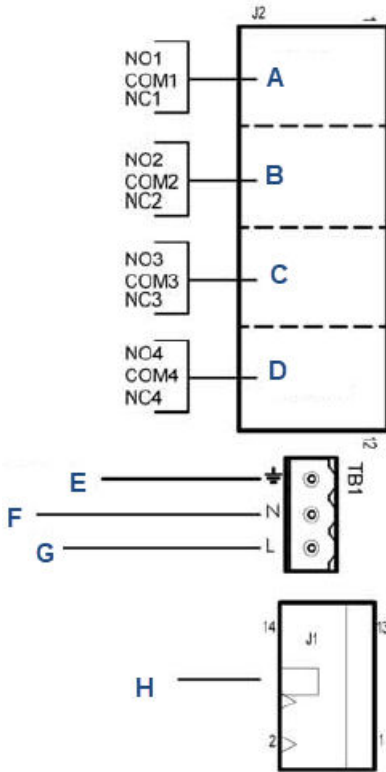 J2 1
NO1
COM1 A
NC1
NO2
COM2 B
NC2
NO3
COM3 C
NC3
NO4
COM4 D
NC4
12
TB1
E
F N
G L
14 13
J1
H
2 1